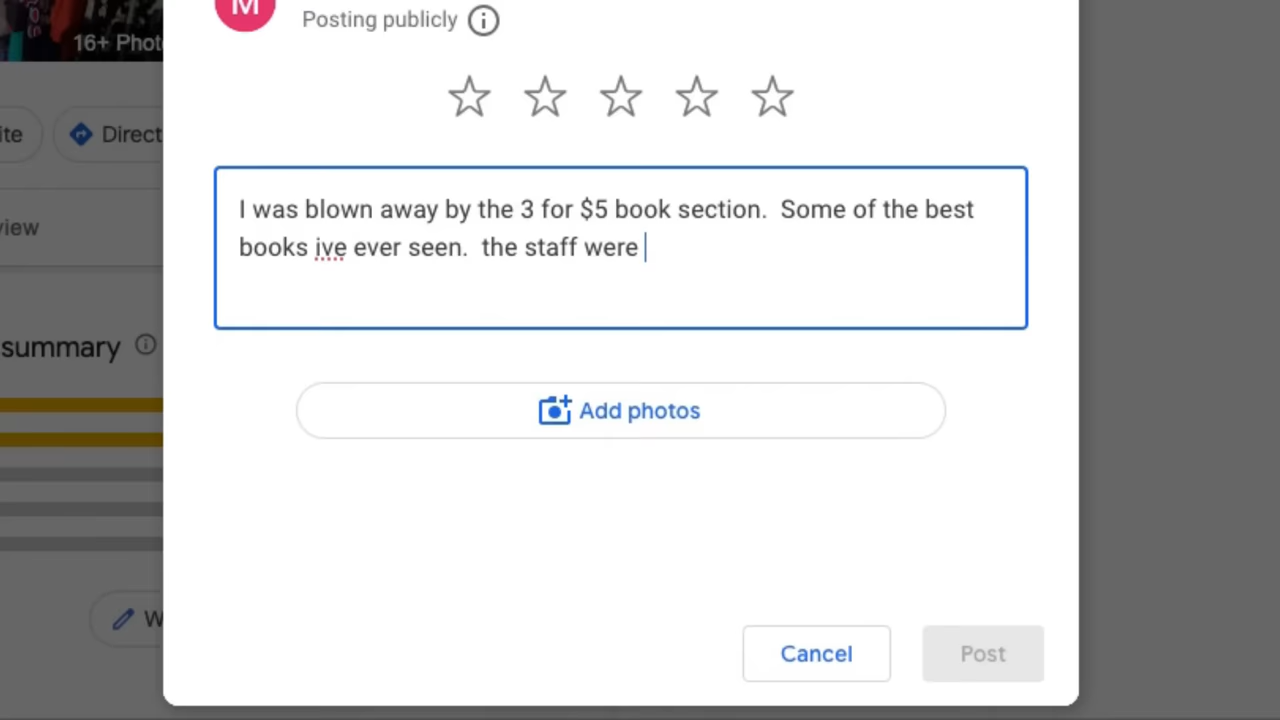 M
Posting publicly
16+ Phot
ite
Direct
view
I was blown away by the 3 for $5 book section.  Some of the best
books ive ever seen.  the staff were
summary
Add photos
W
Cancel
Post